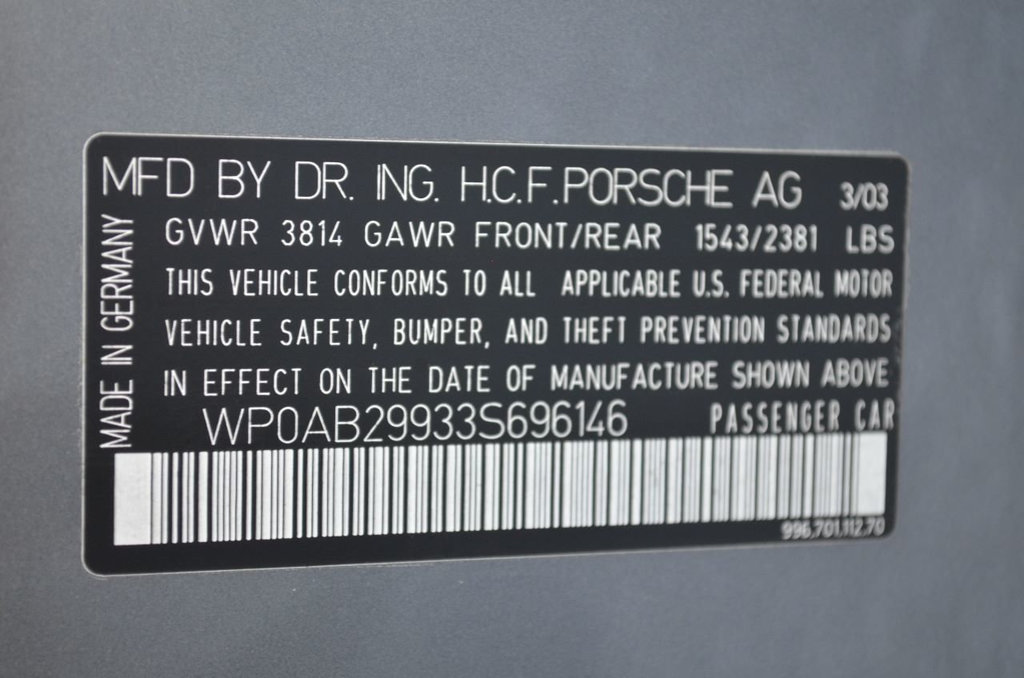 MFD BY DR. ING. H.C.F. PORSCHE AG 3/03
GVWR 3814 GAWR FRONT/REAR 1543/2381 LBS
THIS VEHICLE CONFORMS TO ALL APPLICABLE U.S. FEDERAL MOTOR
VEHICLE SAFETY, BUMPER, AND THEFT PREVENTION STANDARDS
IN EFFECT ON THE DATE OF MANUFACTURE SHOWN ABOVE
WP0AB29933S696146 PASSENGER CAR
996.701.112.70
MADE IN GERMANY